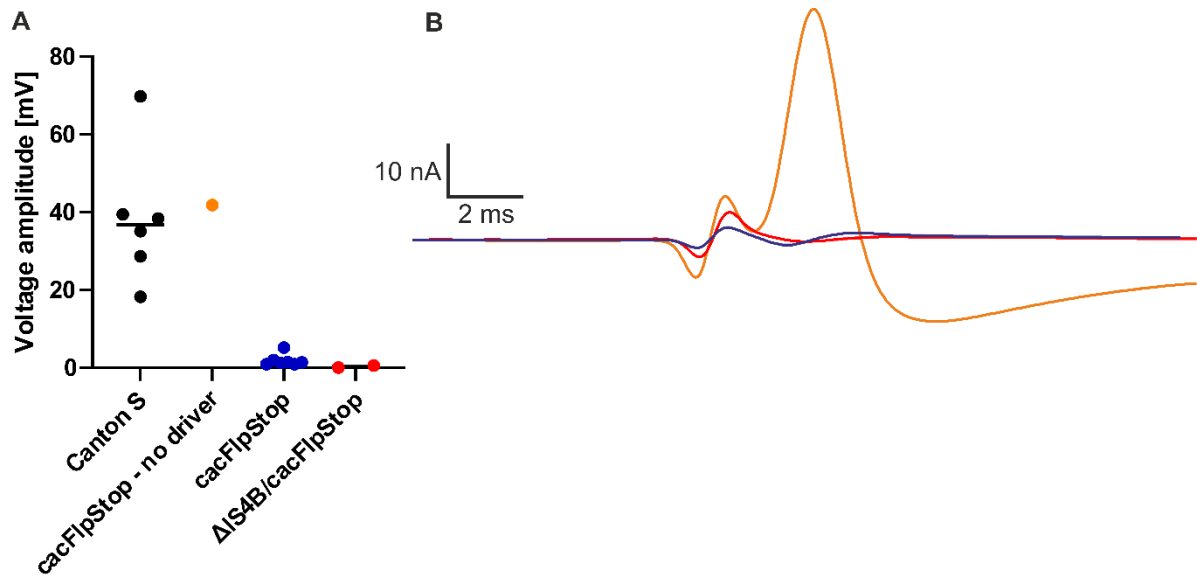 A
B
Voltage amplitude [mV]
80
60
40
20
0
Canton S
cacFlpStop - no driver
cacFlpStop
ΔIS4B/cacFlpStop
10 nA
2 ms